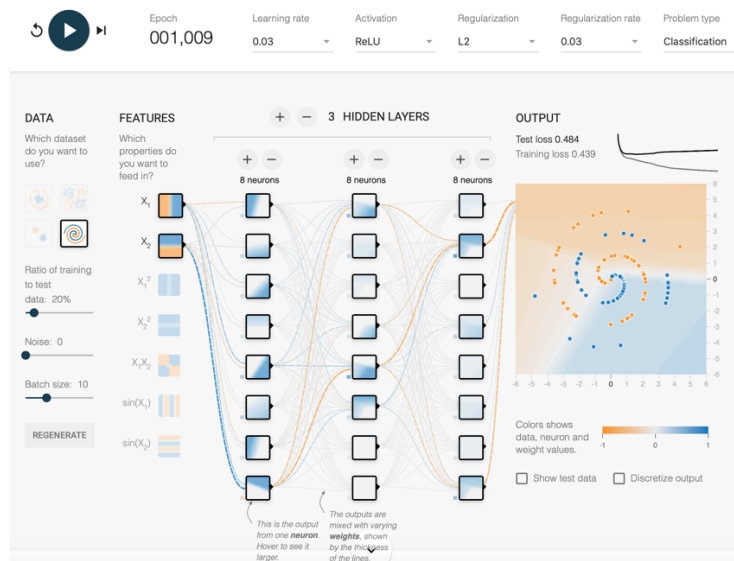 Epoch
001,009
Learning rate
0.03
Activation
ReLU
Regularization
L2
Regularization rate
0.03
Problem type
Classification
DATA
Which dataset
do you want to
use?
Ratio of training
to test
data: 20%
Noise: 0
Batch size: 10
REGENERATE
FEATURES
Which
properties do
you want to
feed in?
X₁
X₂
X₁²
X₂²
X₁X₂
sin(X₁)
sin(X₂)
+ − 3 HIDDEN LAYERS
+ −
8 neurons
+ −
8 neurons
+ −
8 neurons
This is the output
from one neuron.
Hover to see it
larger.
The outputs are
mixed with varying
weights, shown
by the thickness
of the lines.
OUTPUT
Test loss 0.484
Training loss 0.439
6
5
4
3
2
1
0
-1
-2
-3
-4
-5
-6
-6 -5 -4 -3 -2 -1 0 1 2 3 4 5 6
Colors shows
data, neuron and
weight values.
-1 0 1
Show test data
Discretize output